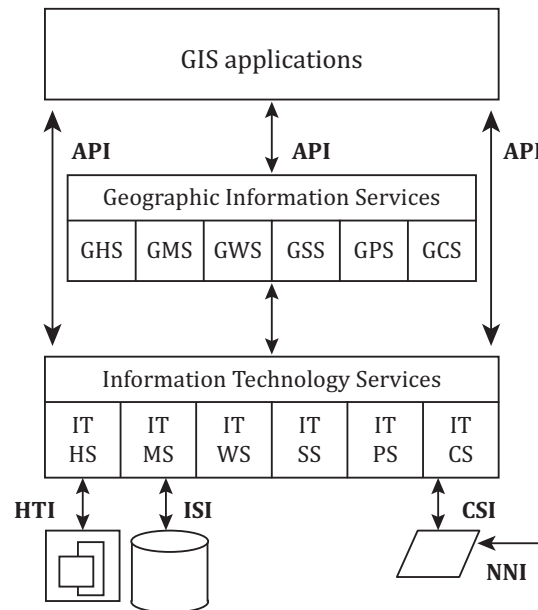 GIS applications
API API API
Geographic Information Services
GHS GMS GWS GSS GPS GCS
Information Technology Services
IT IT IT IT IT IT
HS MS WS SS PS CS
HTI ISI CSI
NNI